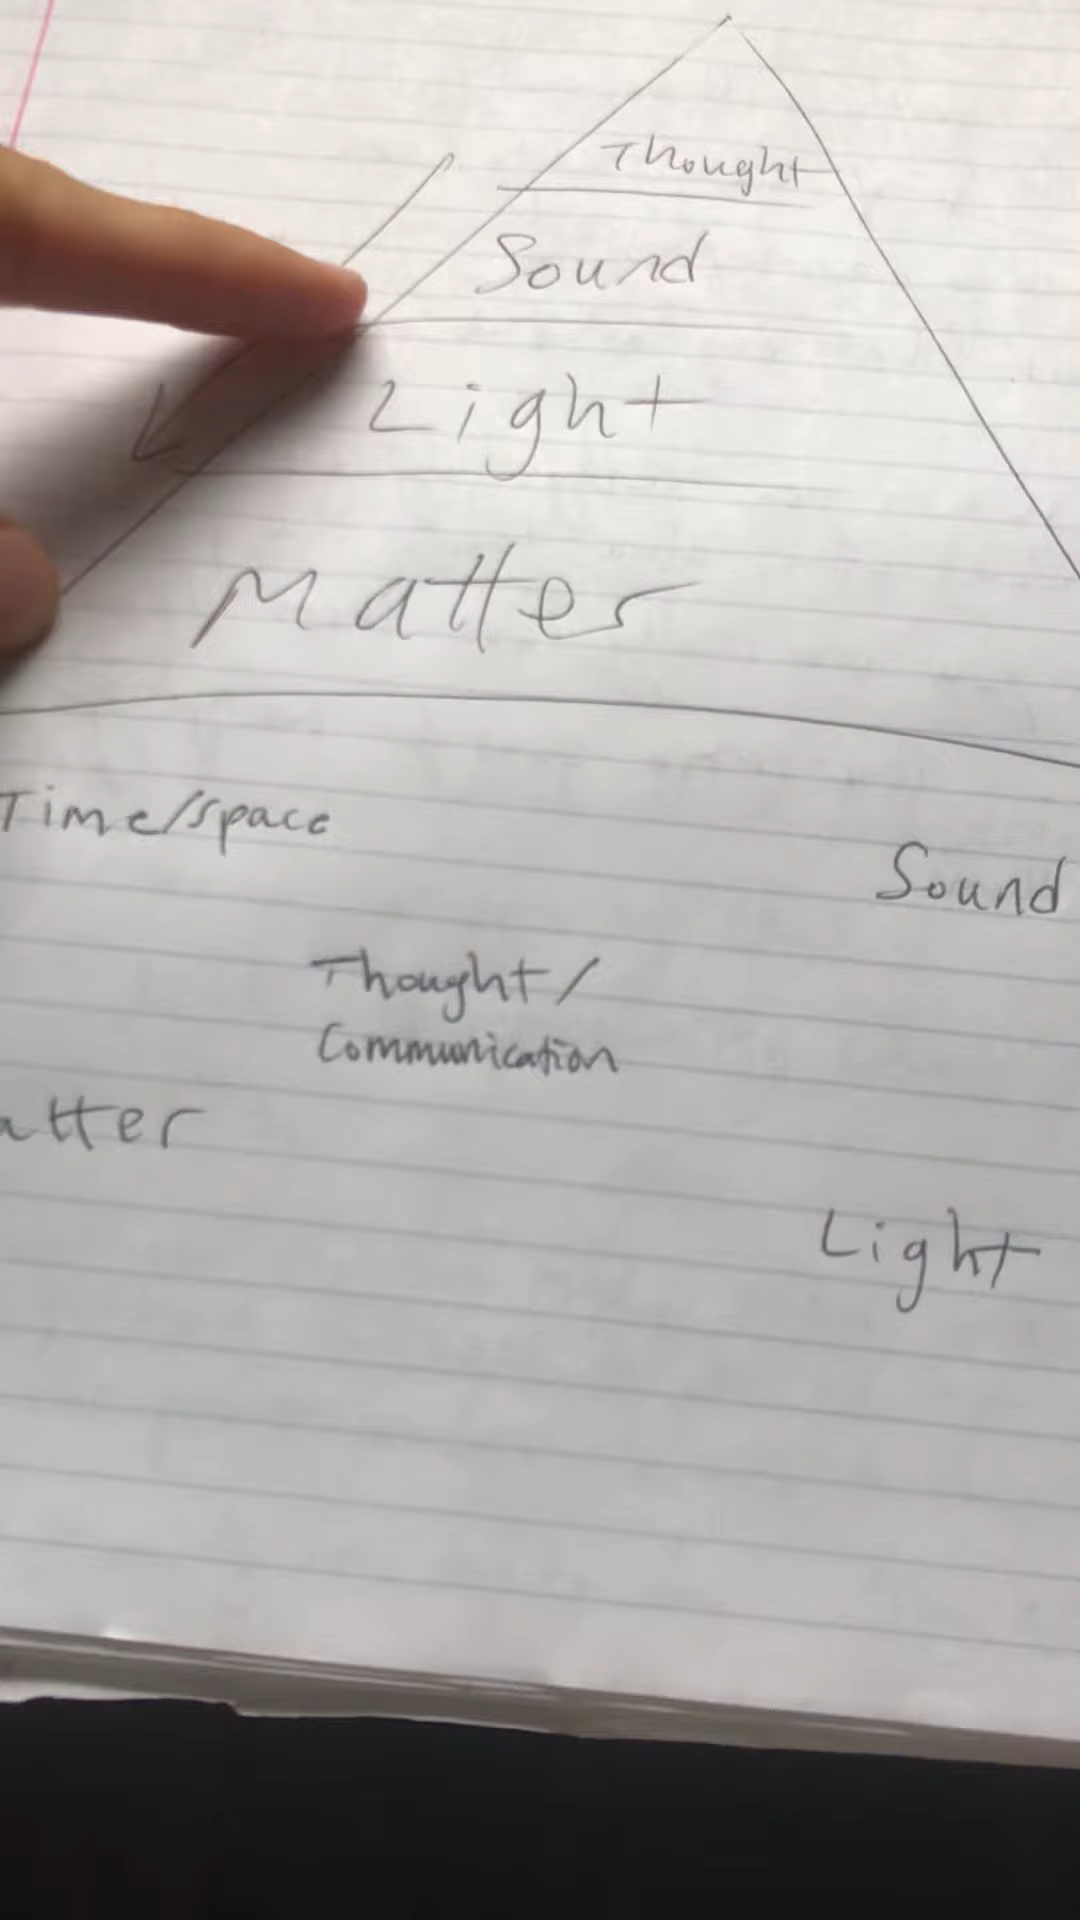 Thought
Sound
Light
Matter
Time/space
Sound
Thought/
Communication
atter
Light